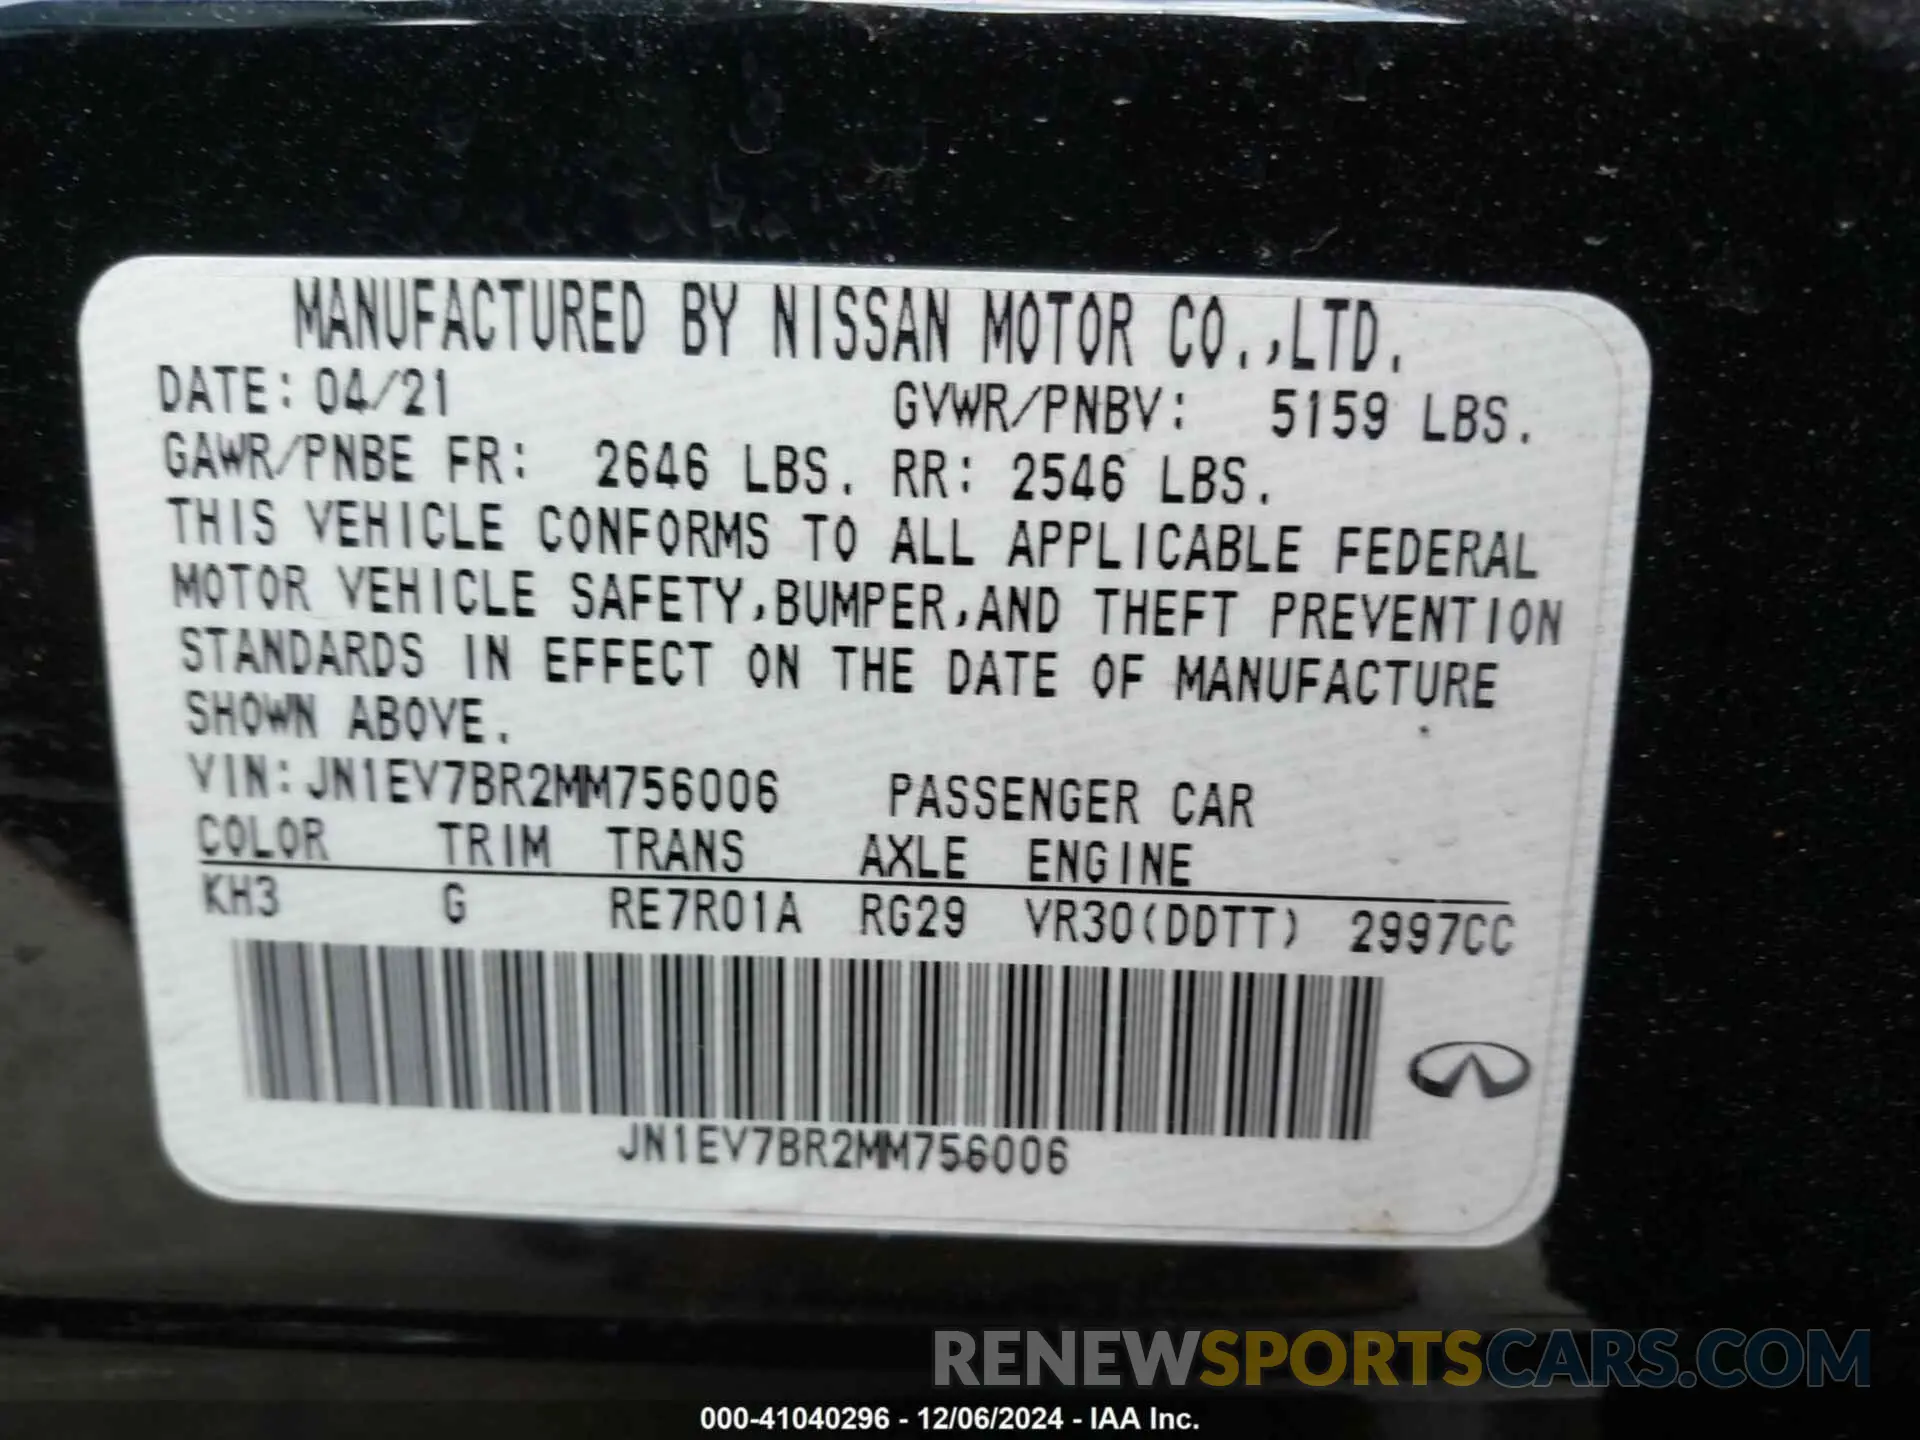 MANUFACTURED BY NISSAN MOTOR CO.,LTD.
DATE: 04/21 GVWR/PNBV: 5159 LBS.
GAWR/PNBE FR: 2646 LBS. RR: 2546 LBS.
THIS VEHICLE CONFORMS TO ALL APPLICABLE FEDERAL
MOTOR VEHICLE SAFETY,BUMPER,AND THEFT PREVENTION
STANDARDS IN EFFECT ON THE DATE OF MANUFACTURE
SHOWN ABOVE.
VIN:JN1EV7BR2MM756006 PASSENGER CAR
COLOR TRIM TRANS AXLE ENGINE
KH3 G RE7R01A RG29 VR30(DDTT) 2997CC
JN1EV7BR2MM756006
RENEWSPORTSCARS.COM
000-41040296 - 12/06/2024 - IAA Inc.